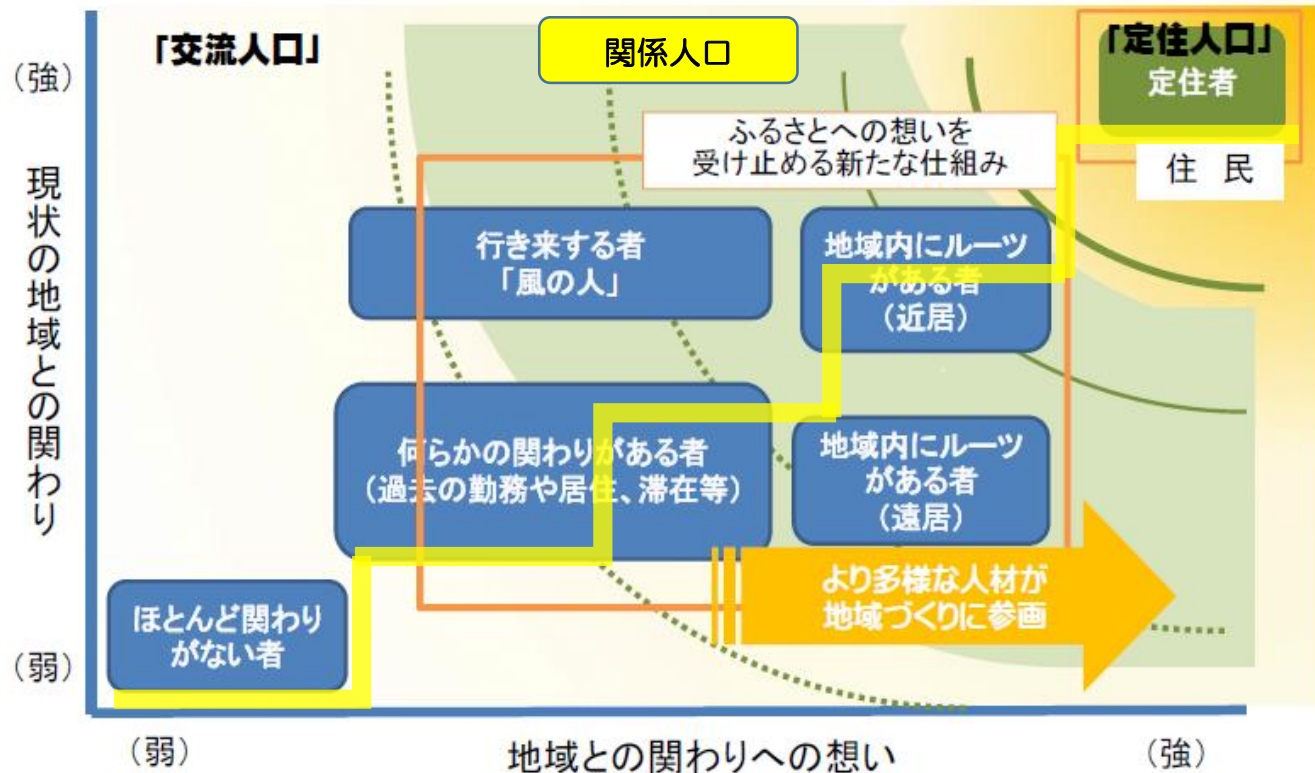 「交流人口」
関係人口
「定住人口」
定住者
住 民
(強)
現状の地域との関わり
(弱)
ふるさとへの想いを
受け止める新たな仕組み
行き来する者
「風の人」
地域内にルーツ
がある者
(近居)
何らかの関わりがある者
(過去の勤務や居住、滞在等)
地域内にルーツ
がある者
(遠居)
ほとんど関わり
がない者
より多様な人材が
地域づくりに参画
(弱)
地域との関わりへの想い
(強)